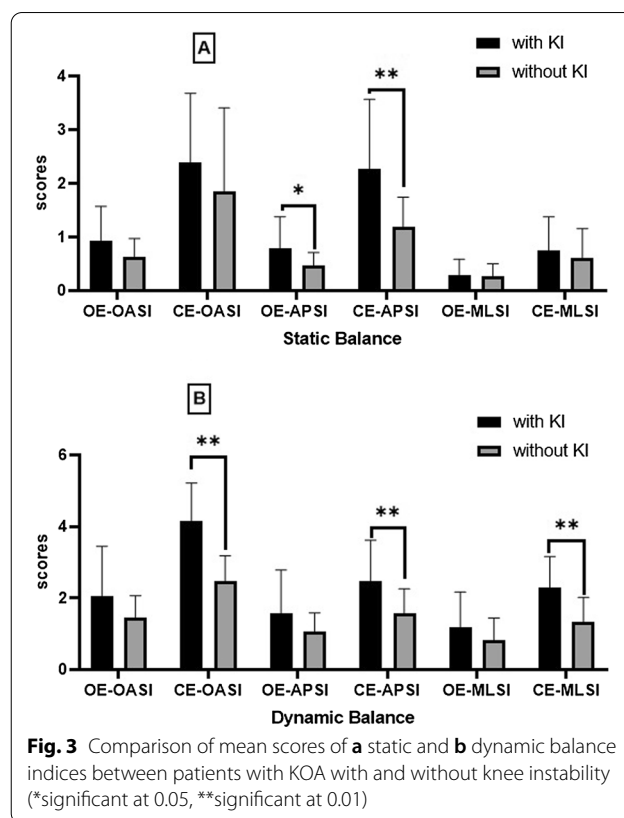 A
with KI
without KI
4
3
2
1
0
scores
*
**
OE-OASI CE-OASI OE-APSI CE-APSI OE-MLSI CE-MLSI
Static Balance
B
with KI
without KI
6
4
2
0
scores
**
**
**
OE-OASI CE-OASI OE-APSI CE-APSI OE-MLSI CE-MLSI
Dynamic Balance
Fig. 3 Comparison of mean scores of a static and b dynamic balance
indices between patients with KOA with and without knee instability
(*significant at 0.05, **significant at 0.01)